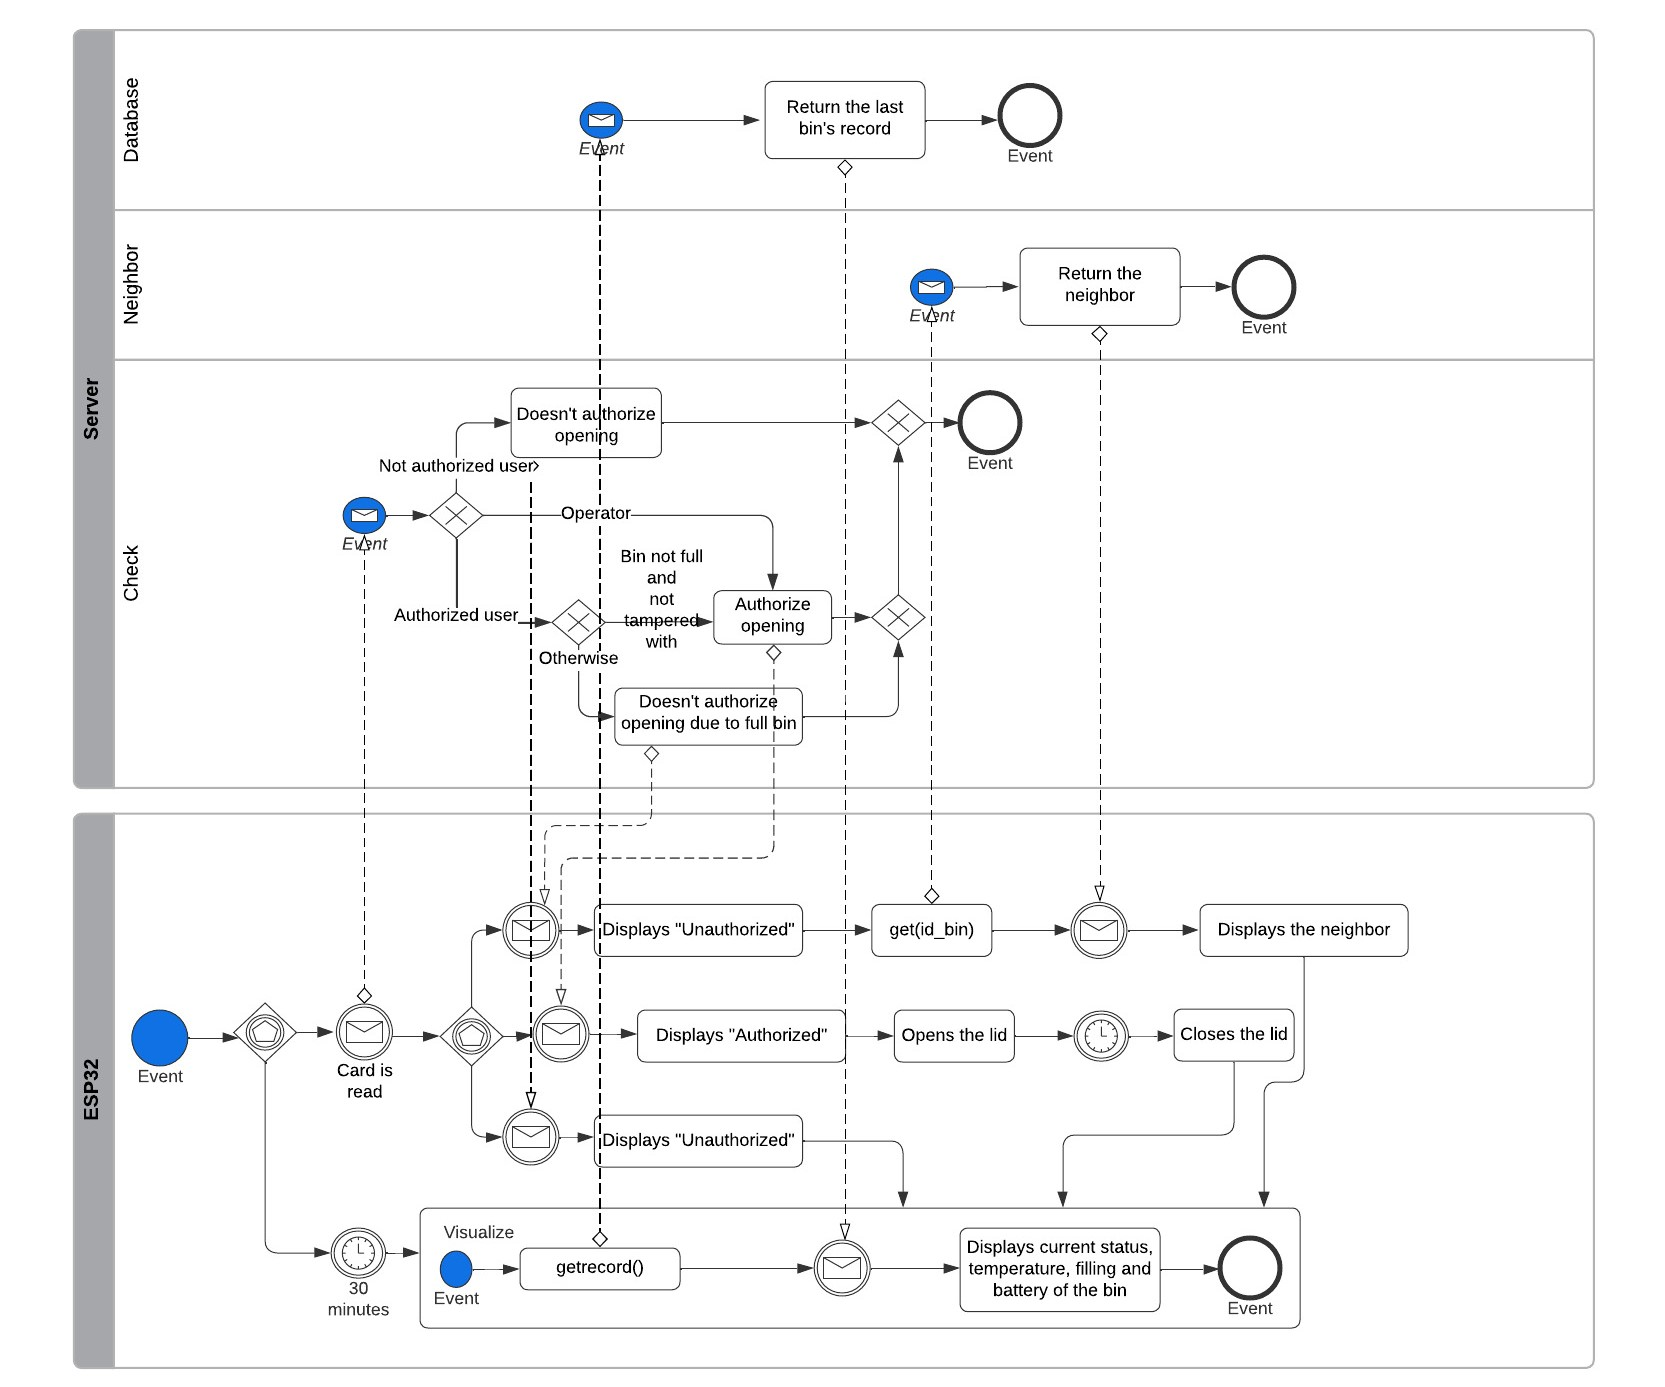 Server
Database
Event
Return the last
bin's record
Event
Neighbor
Event
Return the
neighbor
Event
Check
Doesn't authorize
opening
Event
Not authorized user
Event
Operator
Bin not full
and
not
tampered
with
Authorized user
Authorize
opening
Otherwise
Doesn't authorize
opening due to full bin
ESP32
Displays "Unauthorized"
get(id_bin)
Displays the neighbor
Event
Card is
read
Displays "Authorized"
Opens the lid
Closes the lid
Displays "Unauthorized"
30
minutes
Visualize
Event
getrecord()
Displays current status,
temperature, filling and
battery of the bin
Event